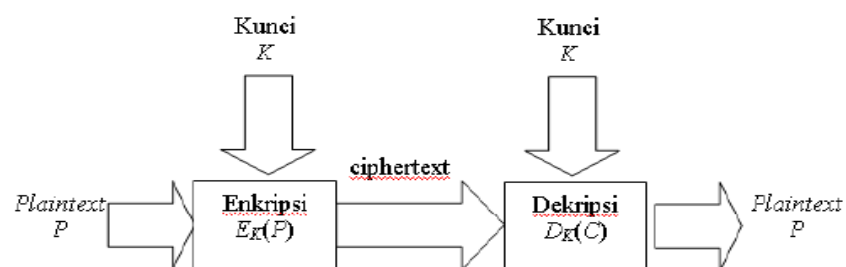 Kunci
K
Kunci
K
ciphertext
Plaintext
P
Enkripsi
E_K(P)
Dekripsi
D_K(C)
Plaintext
P